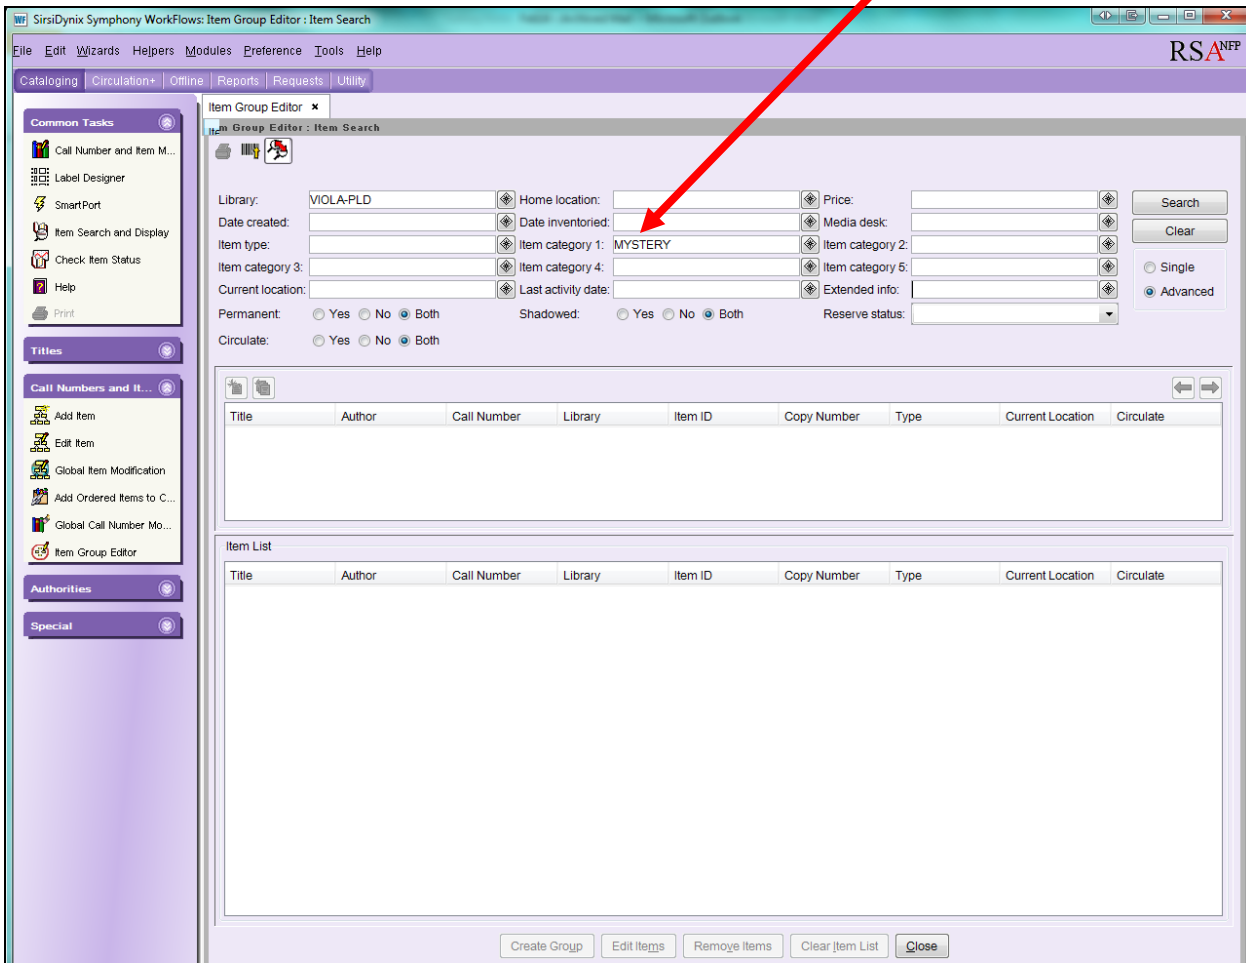 WF SirsiDynix Symphony WorkFlows: Item Group Editor : Item Search
File Edit Wizards Helpers Modules Preference Tools Help
RSANFP
Cataloging Circulation+ Offline Reports Requests Utility
Common Tasks
Call Number and Item M...
Label Designer
SmartPort
Item Search and Display
Check Item Status
Help
Print
Titles
Call Numbers and It...
Add Item
Edit Item
Global Item Modification
Add Ordered Items to C...
Global Call Number Mo...
Item Group Editor
Authorities
Special
Item Group Editor ×
Item Group Editor : Item Search
Library: VIOLA-PLD Home location: Price: Search
Date created: Date inventoried: Media desk: Clear
Item type: Item category 1: MYSTERY Item category 2:
Item category 3: Item category 4: Item category 5: Single
Current location: Last activity date: Extended info: Advanced
Permanent: Yes No Both Shadowed: Yes No Both Reserve status:
Circulate: Yes No Both
Title Author Call Number Library Item ID Copy Number Type Current Location Circulate
Item List
Title Author Call Number Library Item ID Copy Number Type Current Location Circulate
Create Group Edit Items Remove Items Clear Item List Close